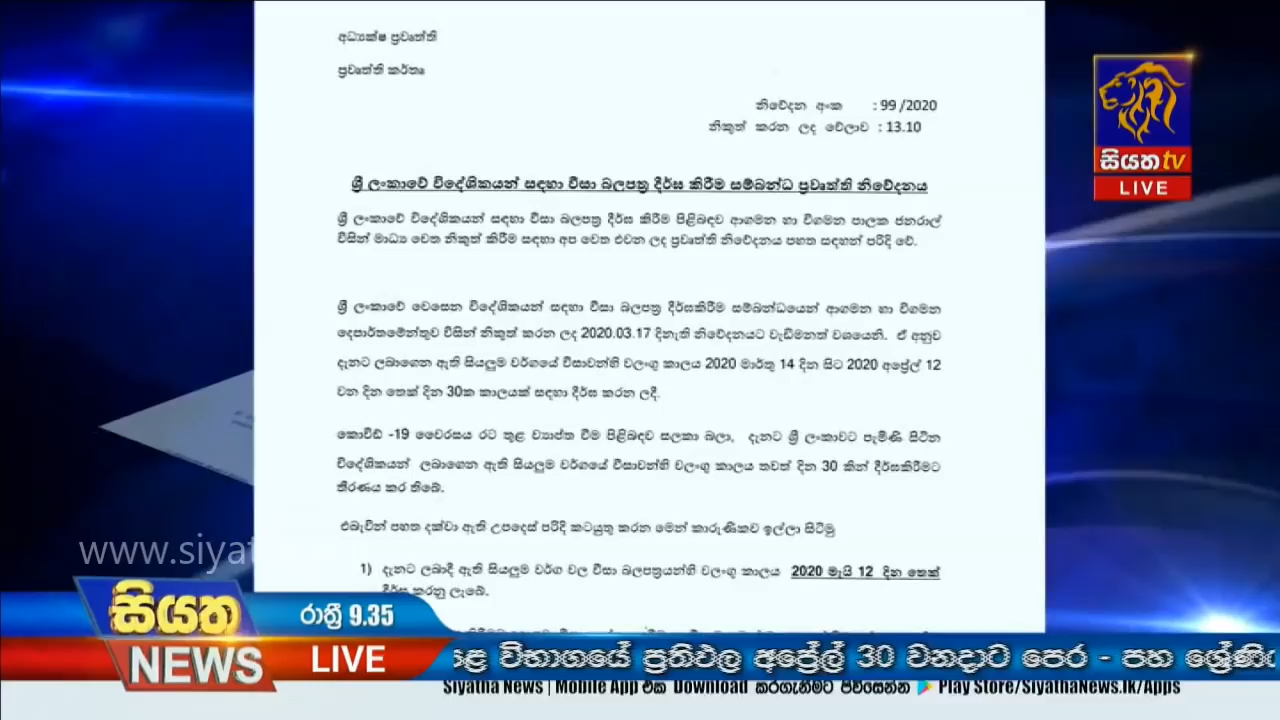 අධ්‍යක්ෂ ප්‍රවෘත්ති
ප්‍රවෘත්ති කර්තෘ
නිවේදන අංක : 99 /2020
නිකුත් කරන ලද වේලාව : 13.10
ශ්‍රී ලංකාවේ විදේශිකයන් සඳහා වීසා බලපත්‍ර දීර්ඝ කිරීම සම්බන්ධ ප්‍රවෘත්ති නිවේදනය
ශ්‍රී ලංකාවේ විදේශිකයන් සඳහා වීසා බලපත්‍ර දීර්ඝ කිරීම පිළිබඳව ආගමන හා විගමන පාලක ජනරාල්
විසින් මාධ්‍ය වෙත නිකුත් කිරීම සඳහා අප වෙත එවන ලද ප්‍රවෘත්ති නිවේදනය පහත සඳහන් පරිදි වේ.
ශ්‍රී ලංකාවේ වෙසෙන විදේශිකයන් සඳහා වීසා බලපත්‍ර දීර්ඝකිරීම සම්බන්ධයෙන් ආගමන හා විගමන
දෙපාර්තමේන්තුව විසින් නිකුත් කරන ලද 2020.03.17 දිනැති නිවේදනයට වැඩිමනත් වශයෙනි. ඒ අනුව
දැනට ලබාගෙන ඇති සියලුම වර්ගයේ වීසාවන්හි වලංගු කාලය 2020 මාර්තු 14 දින සිට 2020 අප්‍රේල් 12
වන දින තෙක් දින 30ක කාලයක් සඳහා දීර්ඝ කරන ලදී.
කොවිඩ් -19 වෛරසය රට තුළ ව්‍යාප්ත වීම පිළිබඳව සලකා බලා, දැනට ශ්‍රී ලංකාවට පැමිණි සිටින
විදේශිකයන් ලබාගෙන ඇති සියලුම වර්ගයේ වීසාවන්හි වලංගු කාලය තවත් දින 30 කින් දීර්ඝකිරීමට
තීරණය කර තිබේ.
එබැවින් පහත දක්වා ඇති උපදෙස් පරිදි කටයුතු කරන මෙන් කාරුණිකව ඉල්ලා සිටිමු
1) දැනට ලබාදී ඇති සියලුම වර්ග වල වීසා බලපත්‍රයන්හි වලංගු කාලය 2020 මැයි 12 දින තෙක්
දීර්ඝ කරනු ලැබේ.
සියත tv
LIVE
www.siyat
සියත
NEWS
රාත්‍රී 9.35
LIVE
විභාගයේ ප්‍රතිඵල අප්‍රේල් 30 වනදාට පෙර - පහ
Siyatha News | Mobile App එක Download කරගැනීමට පිවිසෙන්න Play Store/SiyathaNews.lk/Apps